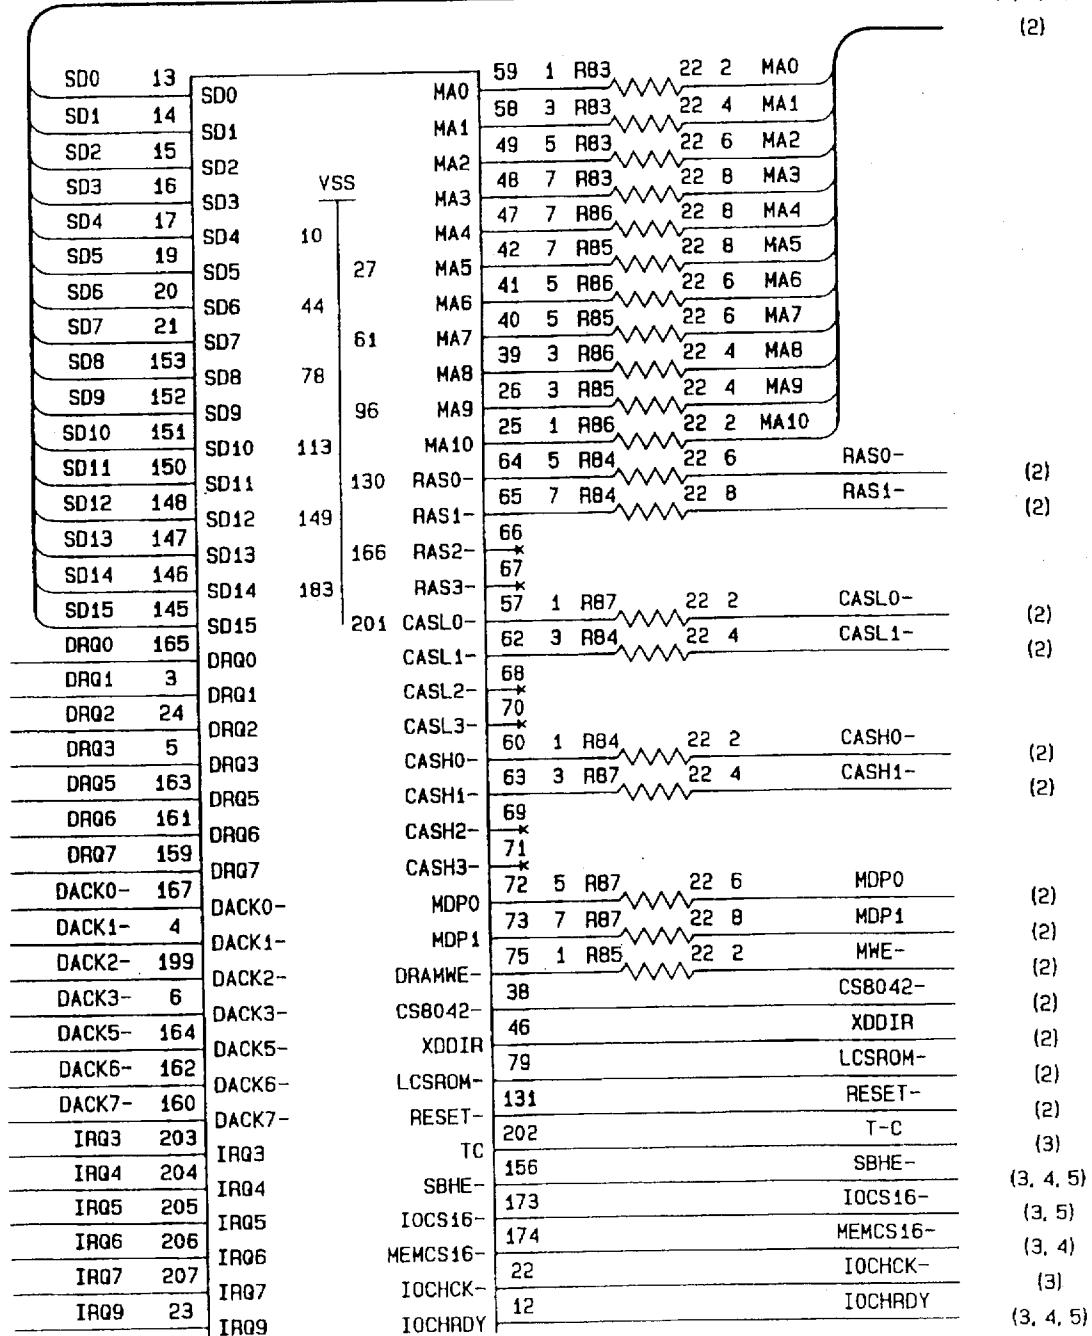 (2)
SD0 13 SD0 MA0 59 1 R83 22 2 MA0
SD1 14 SD1 MA1 58 3 R83 22 4 MA1
SD2 15 SD2 MA2 49 5 R83 22 6 MA2
SD3 16 SD3 VSS MA3 48 7 R83 22 8 MA3
SD4 17 SD4 10 MA4 47 7 R86 22 8 MA4
SD5 19 SD5 27 MA5 42 7 R85 22 8 MA5
SD6 20 SD6 44 MA6 41 5 R86 22 6 MA6
SD7 21 SD7 61 MA7 40 5 R85 22 6 MA7
SD8 153 SD8 78 MA8 39 3 R86 22 4 MA8
SD9 152 SD9 96 MA9 26 3 R85 22 4 MA9
SD10 151 SD10 113 MA10 25 1 R86 22 2 MA10
SD11 150 SD11 130 RAS0- 64 5 R84 22 6 RAS0- (2)
SD12 148 SD12 149 RAS1- 65 7 R84 22 8 RAS1- (2)
SD13 147 SD13 166 RAS2- 66
SD14 146 SD14 183 RAS3- 67
SD15 145 SD15 201 CASL0- 57 1 R87 22 2 CASL0- (2)
DRQ0 165 DRQ0 CASL1- 62 3 R84 22 4 CASL1- (2)
DRQ1 3 DRQ1 CASL2- 68
DRQ2 24 DRQ2 CASL3- 70
DRQ3 5 DRQ3 CASH0- 60 1 R84 22 2 CASH0- (2)
DRQ5 163 DRQ5 CASH1- 63 3 R87 22 4 CASH1- (2)
DRQ6 161 DRQ6 CASH2- 69
DRQ7 159 DRQ7 CASH3- 71
DACK0- 167 DACK0- MDP0 72 5 R87 22 6 MDP0 (2)
DACK1- 4 DACK1- MDP1 73 7 R87 22 8 MDP1 (2)
DACK2- 199 DACK2- DRAMWE- 75 1 R85 22 2 MWE- (2)
DACK3- 6 DACK3- CS8042- 38 CS8042- (2)
DACK5- 164 DACK5- XDDIR 46 XDDIR (2)
DACK6- 162 DACK6- LCSROM- 79 LCSROM- (2)
DACK7- 160 DACK7- RESET- 131 RESET- (2)
IRQ3 203 IRQ3 TC 202 T-C (3)
IRQ4 204 IRQ4 SBHE- 156 SBHE- (3, 4, 5)
IRQ5 205 IRQ5 IOCS16- 173 IOCS16- (3, 5)
IRQ6 206 IRQ6 MEMCS16- 174 MEMCS16- (3, 4)
IRQ7 207 IRQ7 IOCHCK- 22 IOCHCK- (3)
IRQ9 23 IRQ9 IOCHRDY 12 IOCHRDY (3, 4, 5)